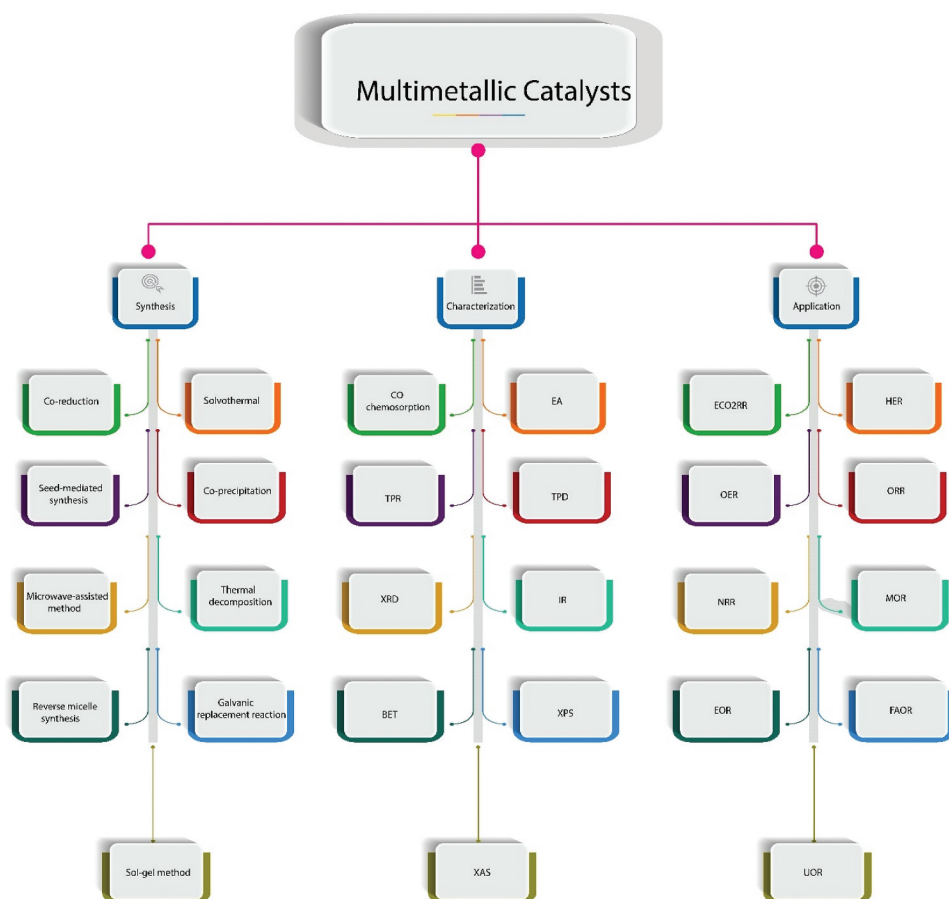 Multimetallic Catalysts
Synthesis
Characterization
Application
Co-reduction
Solvothermal
CO
chemosorption
EA
ECO2RR
HER
Seed-mediated
synthesis
Co-precipitation
TPR
TPD
OER
ORR
Microwave-assisted
method
Thermal
decomposition
XRD
IR
NRR
MOR
Reverse micelle
synthesis
Galvanic
replacement reaction
BET
XPS
EOR
FAOR
Sol-gel method
XAS
UOR